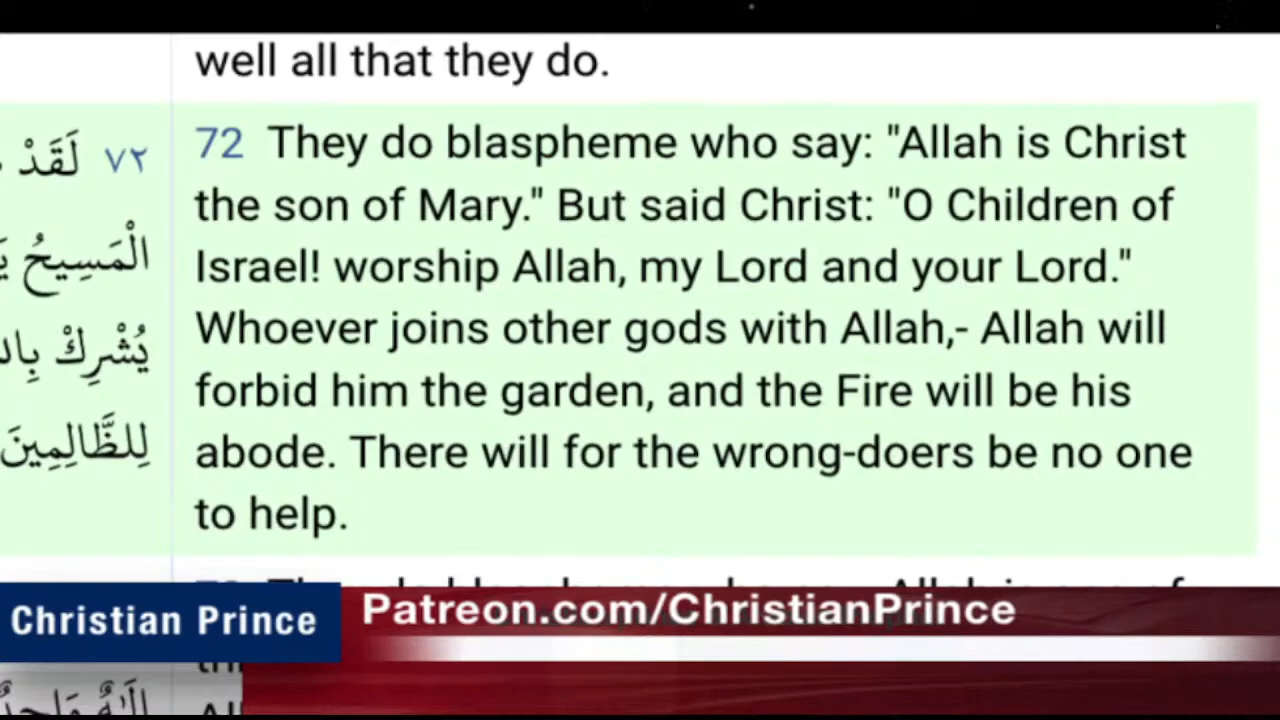 well all that they do.
٧٢ لَقَدْ
72 They do blaspheme who say: "Allah is Christ
the son of Mary." But said Christ: "O Children of
الْمَسِيحُ
Israel! worship Allah, my Lord and your Lord."
Whoever joins other gods with Allah,- Allah will
يُشْرِكْ
forbid him the garden, and the Fire will be his
لِلظَّالِمِينَ
abode. There will for the wrong-doers be no one
to help.
Christian Prince
Patreon.com/ChristianPrince